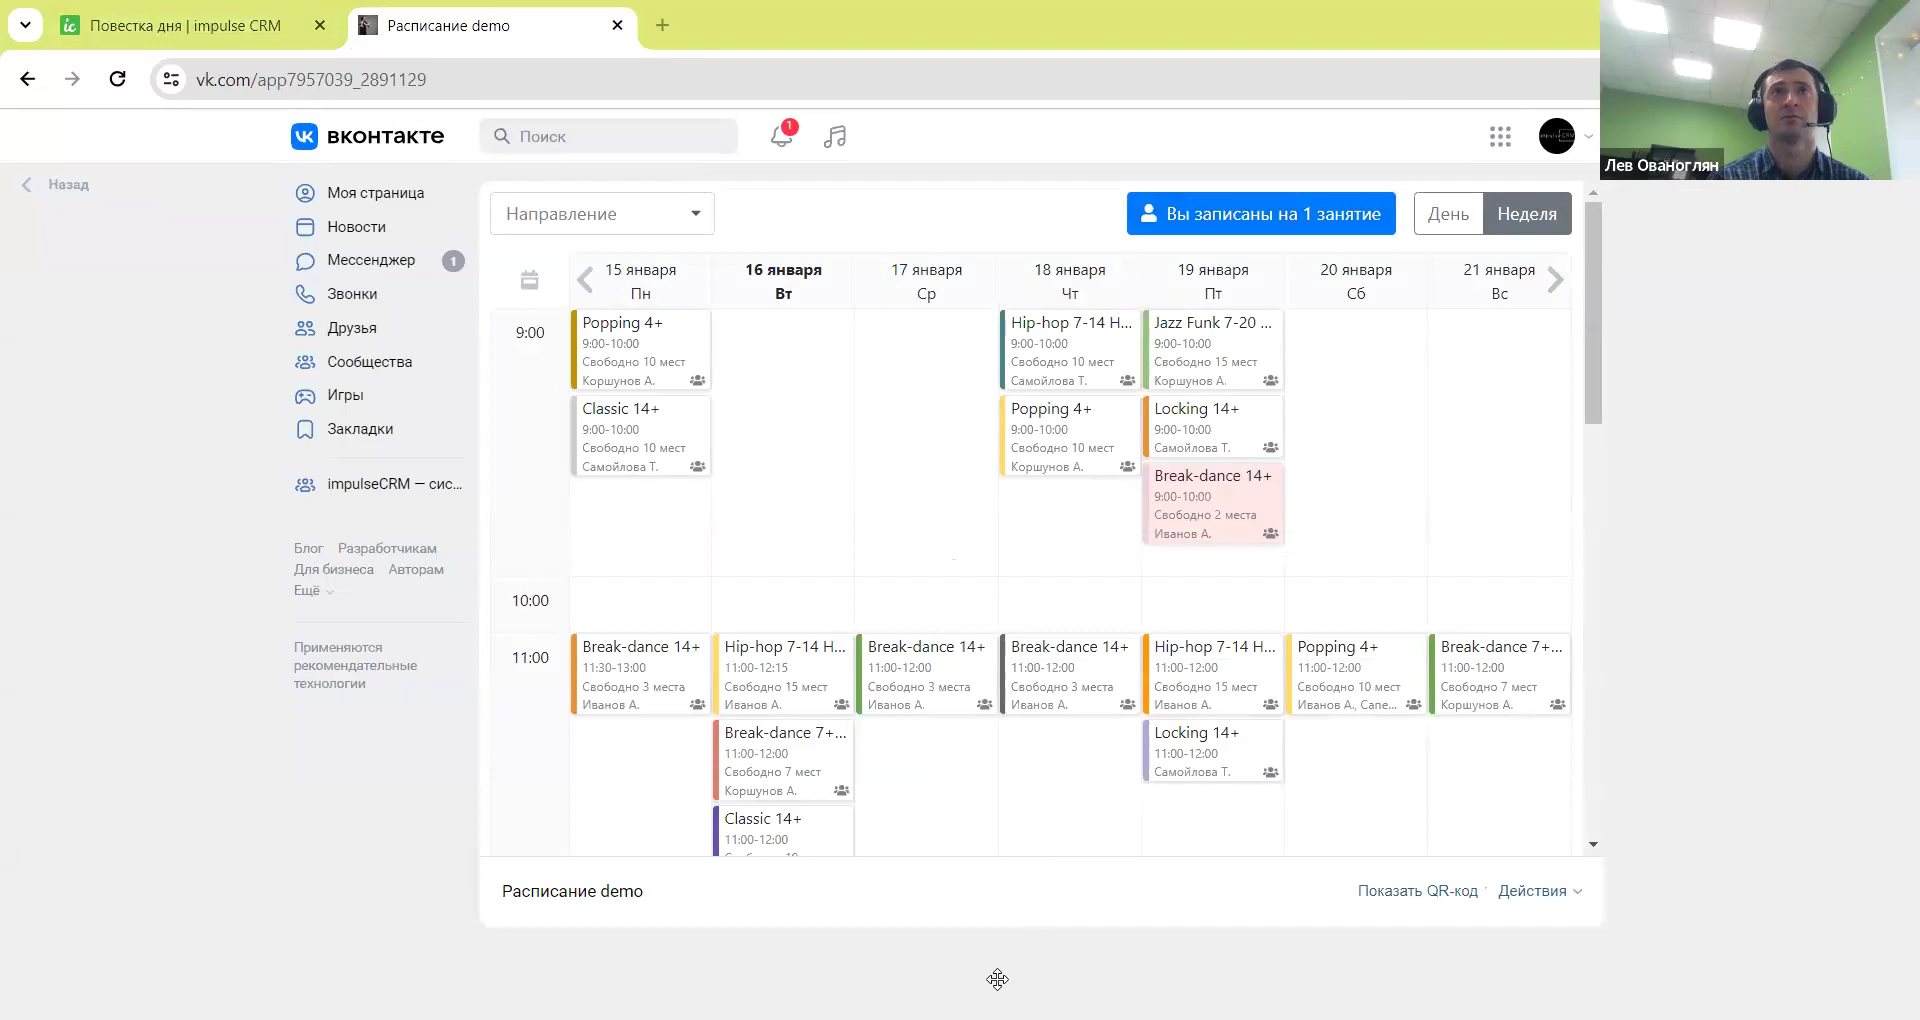 Повестка дня | impulse CRM
Расписание demo
vk.com/app7957039_2891129
вконтакте
Поиск
1
Лев Ованоглян
Назад
Моя страница
Новости
Мессенджер 1
Звонки
Друзья
Сообщества
Игры
Закладки
impulseCRM — сис...
Блог Разработчикам
Для бизнеса Авторам
Ещё
Применяются
рекомендательные
технологии
Направление
Вы записаны на 1 занятие
День
Неделя
15 января
Пн
16 января
Вт
17 января
Ср
18 января
Чт
19 января
Пт
20 января
Сб
21 января
Вс
9:00
Popping 4+
9:00-10:00
Свободно 10 мест
Коршунов А.
Classic 14+
9:00-10:00
Свободно 10 мест
Самойлова Т.
Hip-hop 7-14 H...
9:00-10:00
Свободно 10 мест
Самойлова Т.
Popping 4+
9:00-10:00
Свободно 10 мест
Коршунов А.
Jazz Funk 7-20 ...
9:00-10:00
Свободно 15 мест
Коршунов А.
Locking 14+
9:00-10:00
Самойлова Т.
Break-dance 14+
9:00-10:00
Свободно 2 места
Иванов А.
10:00
11:00
Break-dance 14+
11:30-13:00
Свободно 3 места
Иванов А.
Hip-hop 7-14 H...
11:00-12:15
Свободно 15 мест
Иванов А.
Break-dance 7+...
11:00-12:00
Свободно 7 мест
Коршунов А.
Classic 14+
11:00-12:00
Break-dance 14+
11:00-12:00
Свободно 3 места
Иванов А.
Break-dance 14+
11:00-12:00
Свободно 3 места
Иванов А.
Hip-hop 7-14 H...
11:00-12:00
Свободно 15 мест
Иванов А.
Locking 14+
11:00-12:00
Самойлова Т.
Popping 4+
11:00-12:00
Свободно 10 мест
Иванов А., Сапе...
Break-dance 7+...
11:00-12:00
Свободно 7 мест
Коршунов А.
Расписание demo
Показать QR-код
Действия